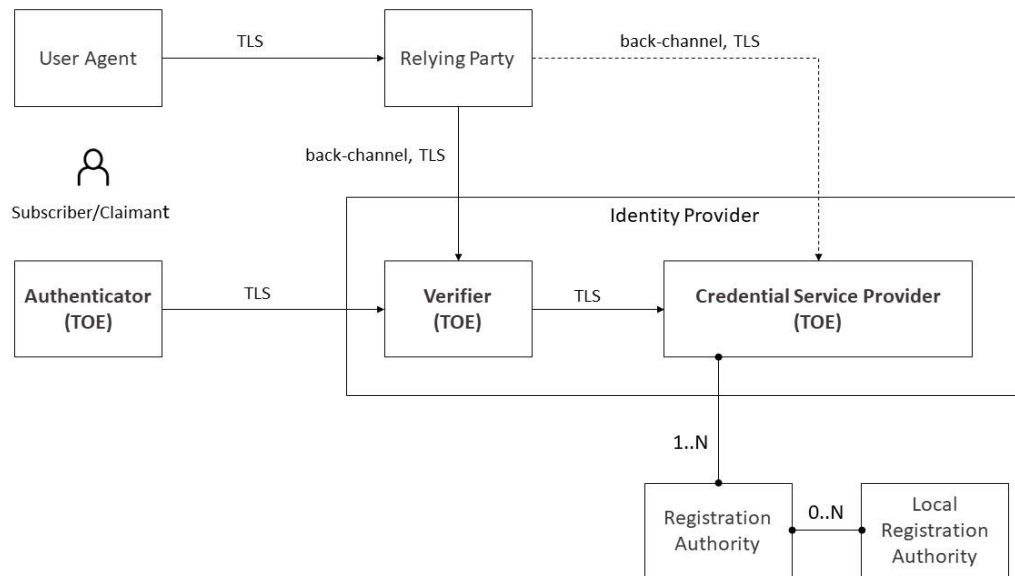 User Agent
TLS
Relying Party
back-channel, TLS
back-channel, TLS
Subscriber/Claimant
Identity Provider
Authenticator
(TOE)
TLS
Verifier
(TOE)
TLS
Credential Service Provider
(TOE)
1..N
Registration
Authority
0..N
Local
Registration
Authority